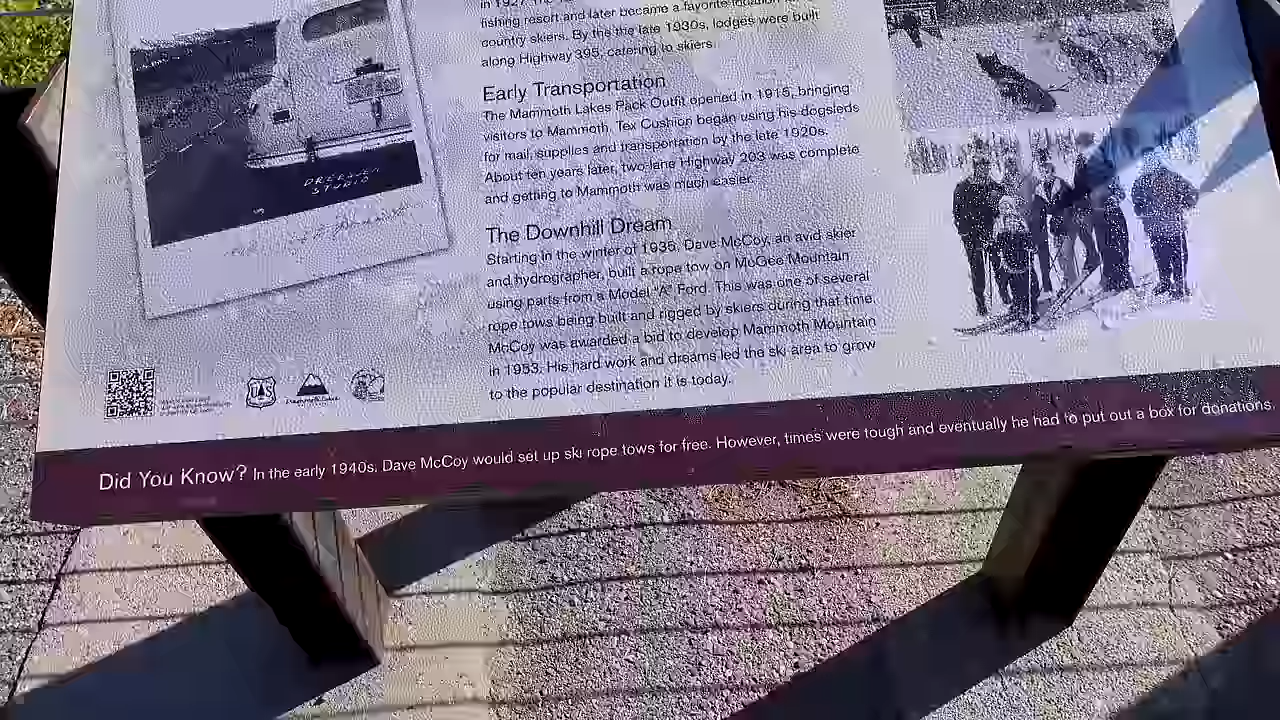 fishing resort and later became a favorite location
country skiers. By the the late 1930s, lodges were built
along Highway 395, catering to skiers.
Early Transportation
The Mammoth Lakes Pack Outfit opened in 1915, bringing
visitors to Mammoth. Tex Cushion began using his dogsleds
for mail, supplies and transportation by the late 1920s.
About ten years later, two-lane Highway 203 was complete
and getting to Mammoth was much easier.
The Downhill Dream
Starting in the winter of 1935, Dave McCoy, an avid skier
and hydrographer, built a rope tow on McGee Mountain
using parts from a Model "A" Ford. This was one of several
rope tows being built and rigged by skiers during that time.
McCoy was awarded a bid to develop Mammoth Mountain
in 1953. His hard work and dreams led the ski area to grow
to the popular destination it is today.
STUDIO
Did You Know? In the early 1940s, Dave McCoy would set up ski rope tows for free. However, times were tough and eventually he had to put out a box for donations.